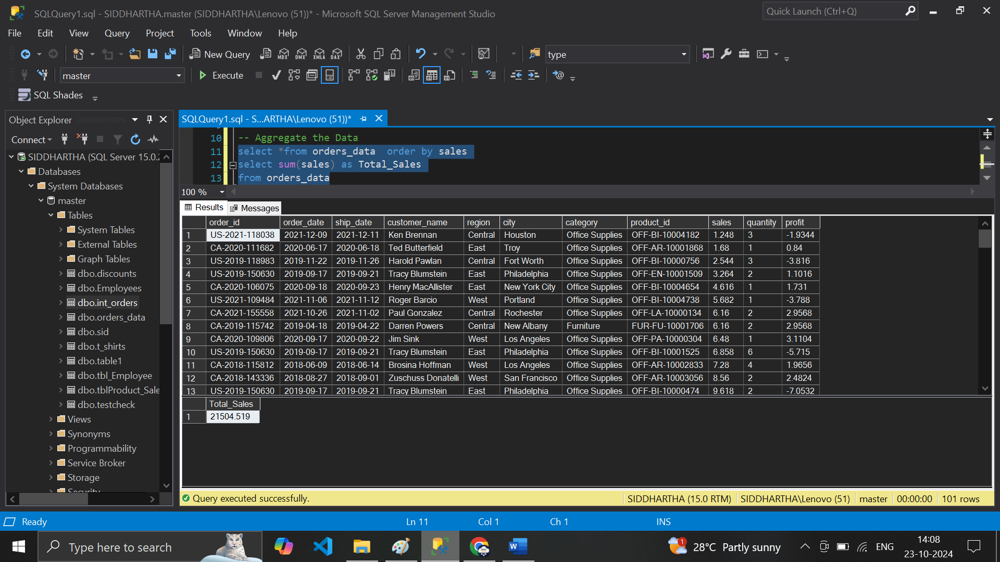 SQLQuery1.sql - SIDDHARTHA.master (SIDDHARTHA\Lenovo (51))* - Microsoft SQL Server Management Studio
Quick Launch (Ctrl+Q)
File Edit View Query Project Tools Window Help
New Query MDX DMX XMLA DAX type
master Execute
SQL Shades
Object Explorer
Connect
SIDDHARTHA (SQL Server 15.0.2
Databases
System Databases
master
Tables
System Tables
External Tables
Graph Tables
dbo.discounts
dbo.Employees
dbo.int_orders
dbo.orders_data
dbo.sid
dbo.t_shirts
dbo.table1
dbo.tbl_Employee
dbo.tblProduct_Sale
dbo.testcheck
Views
Synonyms
Programmability
Service Broker
Storage
Security
SQLQuery1.sql - S...ARTHA\Lenovo (51))*
10 -- Aggregate the Data
11 select *from orders_data  order by sales
12 select sum(sales) as Total_Sales
13 from orders_data
100 %
Results Messages
order_id order_date ship_date customer_name region city category product_id sales quantity profit
1 US-2021-118038 2021-12-09 2021-12-11 Ken Brennan Central Houston Office Supplies OFF-BI-10004182 1.248 3 -1.9344
2 CA-2020-111682 2020-06-17 2020-06-18 Ted Butterfield East Troy Office Supplies OFF-AR-10001868 1.68 1 0.84
3 US-2019-118983 2019-11-22 2019-11-26 Harold Pawlan Central Fort Worth Office Supplies OFF-BI-10000756 2.544 3 -3.816
4 US-2019-150630 2019-09-17 2019-09-21 Tracy Blumstein East Philadelphia Office Supplies OFF-EN-10001509 3.264 2 1.1016
5 CA-2020-106075 2020-09-18 2020-09-23 Henry MacAllister East New York City Office Supplies OFF-BI-10004654 4.616 1 1.731
6 US-2021-109484 2021-11-06 2021-11-12 Roger Barcio West Portland Office Supplies OFF-BI-10004738 5.682 1 -3.788
7 CA-2021-155558 2021-10-26 2021-11-02 Paul Gonzalez Central Rochester Office Supplies OFF-LA-10000134 6.16 2 2.9568
8 CA-2019-115742 2019-04-18 2019-04-22 Darren Powers Central New Albany Furniture FUR-FU-10001706 6.16 2 2.9568
9 CA-2020-109806 2020-09-17 2020-09-22 Jim Sink West Los Angeles Office Supplies OFF-PA-10000304 6.48 1 3.1104
10 US-2019-150630 2019-09-17 2019-09-21 Tracy Blumstein East Philadelphia Office Supplies OFF-BI-10001525 6.858 6 -5.715
11 CA-2018-115812 2018-06-09 2018-06-14 Brosina Hoffman West Los Angeles Office Supplies OFF-AR-10002833 7.28 4 1.9656
12 CA-2018-143336 2018-08-27 2018-09-01 Zuschuss Donatelli West San Francisco Office Supplies OFF-AR-10003056 8.56 2 2.4824
13 US-2019-150630 2019-09-17 2019-09-21 Tracy Blumstein East Philadelphia Office Supplies OFF-BI-10000474 9.618 2 -7.0532
Total_Sales
1 21504.519
Query executed successfully. SIDDHARTHA (15.0 RTM) SIDDHARTHA\Lenovo (51) master 00:00:00 101 rows
Ready Ln 11 Col 1 Ch 1 INS
Type here to search
1 28°C Partly sunny ENG
14:08
23-10-2024